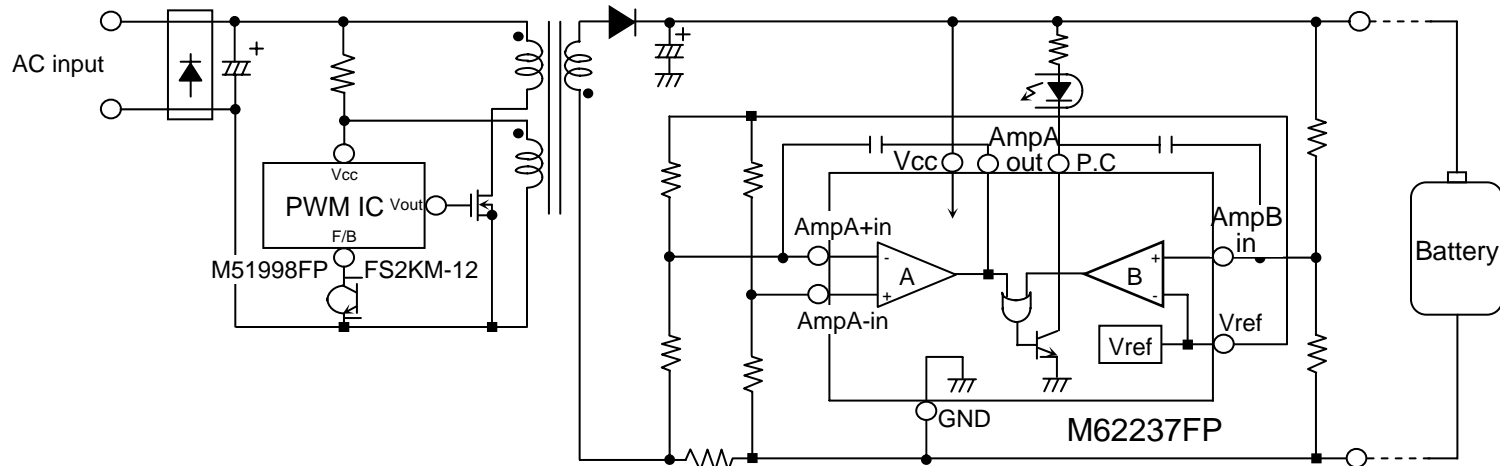 AC input
+
+
Vcc
PWM IC
Vout
F/B
M51998FP
FS2KM-12
Vcc
AmpA
out
P.C
AmpA+in
-
A
+
AmpA-in
+
B
-
AmpB
in
Vref
Vref
GND
M62237FP
Battery